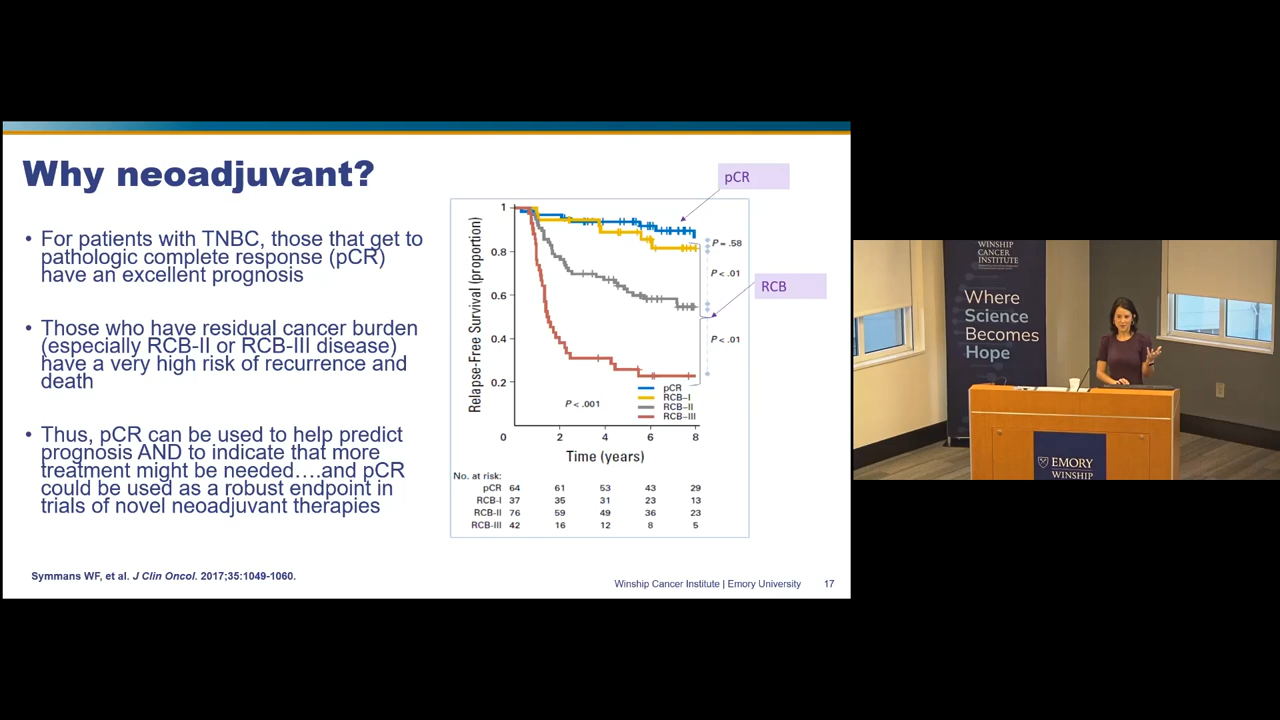 Why neoadjuvant?
• For patients with TNBC, those that get to
pathologic complete response (pCR)
have an excellent prognosis
• Those who have residual cancer burden
(especially RCB-II or RCB-III disease)
have a very high risk of recurrence and
death
• Thus, pCR can be used to help predict
prognosis AND to indicate that more
treatment might be needed….and pCR
could be used as a robust endpoint in
trials of novel neoadjuvant therapies
Symmans WF, et al. J Clin Oncol. 2017;35:1049-1060.
pCR
RCB
Relapse-Free Survival (proportion)
1
0.8
0.6
0.4
0.2
0
2
4
6
8
Time (years)
P = .58
P < .01
P < .01
P < .001
pCR
RCB–I
RCB–II
RCB–III
No. at risk:
pCR 64 61 53 43 29
RCB-I 37 35 31 23 13
RCB-II 76 59 49 36 23
RCB-III 42 16 12 8 5
Winship Cancer Institute | Emory University 17
WINSHIP
CANCER
INSTITUTE
Where
Science
Becomes
Hope
EMORY
WINSHIP